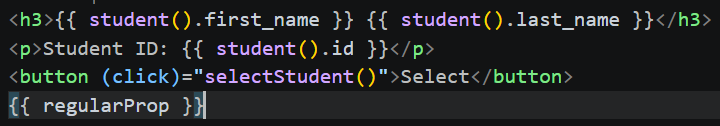 <h3>{{ student().first_name }} {{ student().last_name }}</h3>
<p>Student ID: {{ student().id }}</p>
<button (click)="selectStudent()">Select</button>
{{ regularProp }}